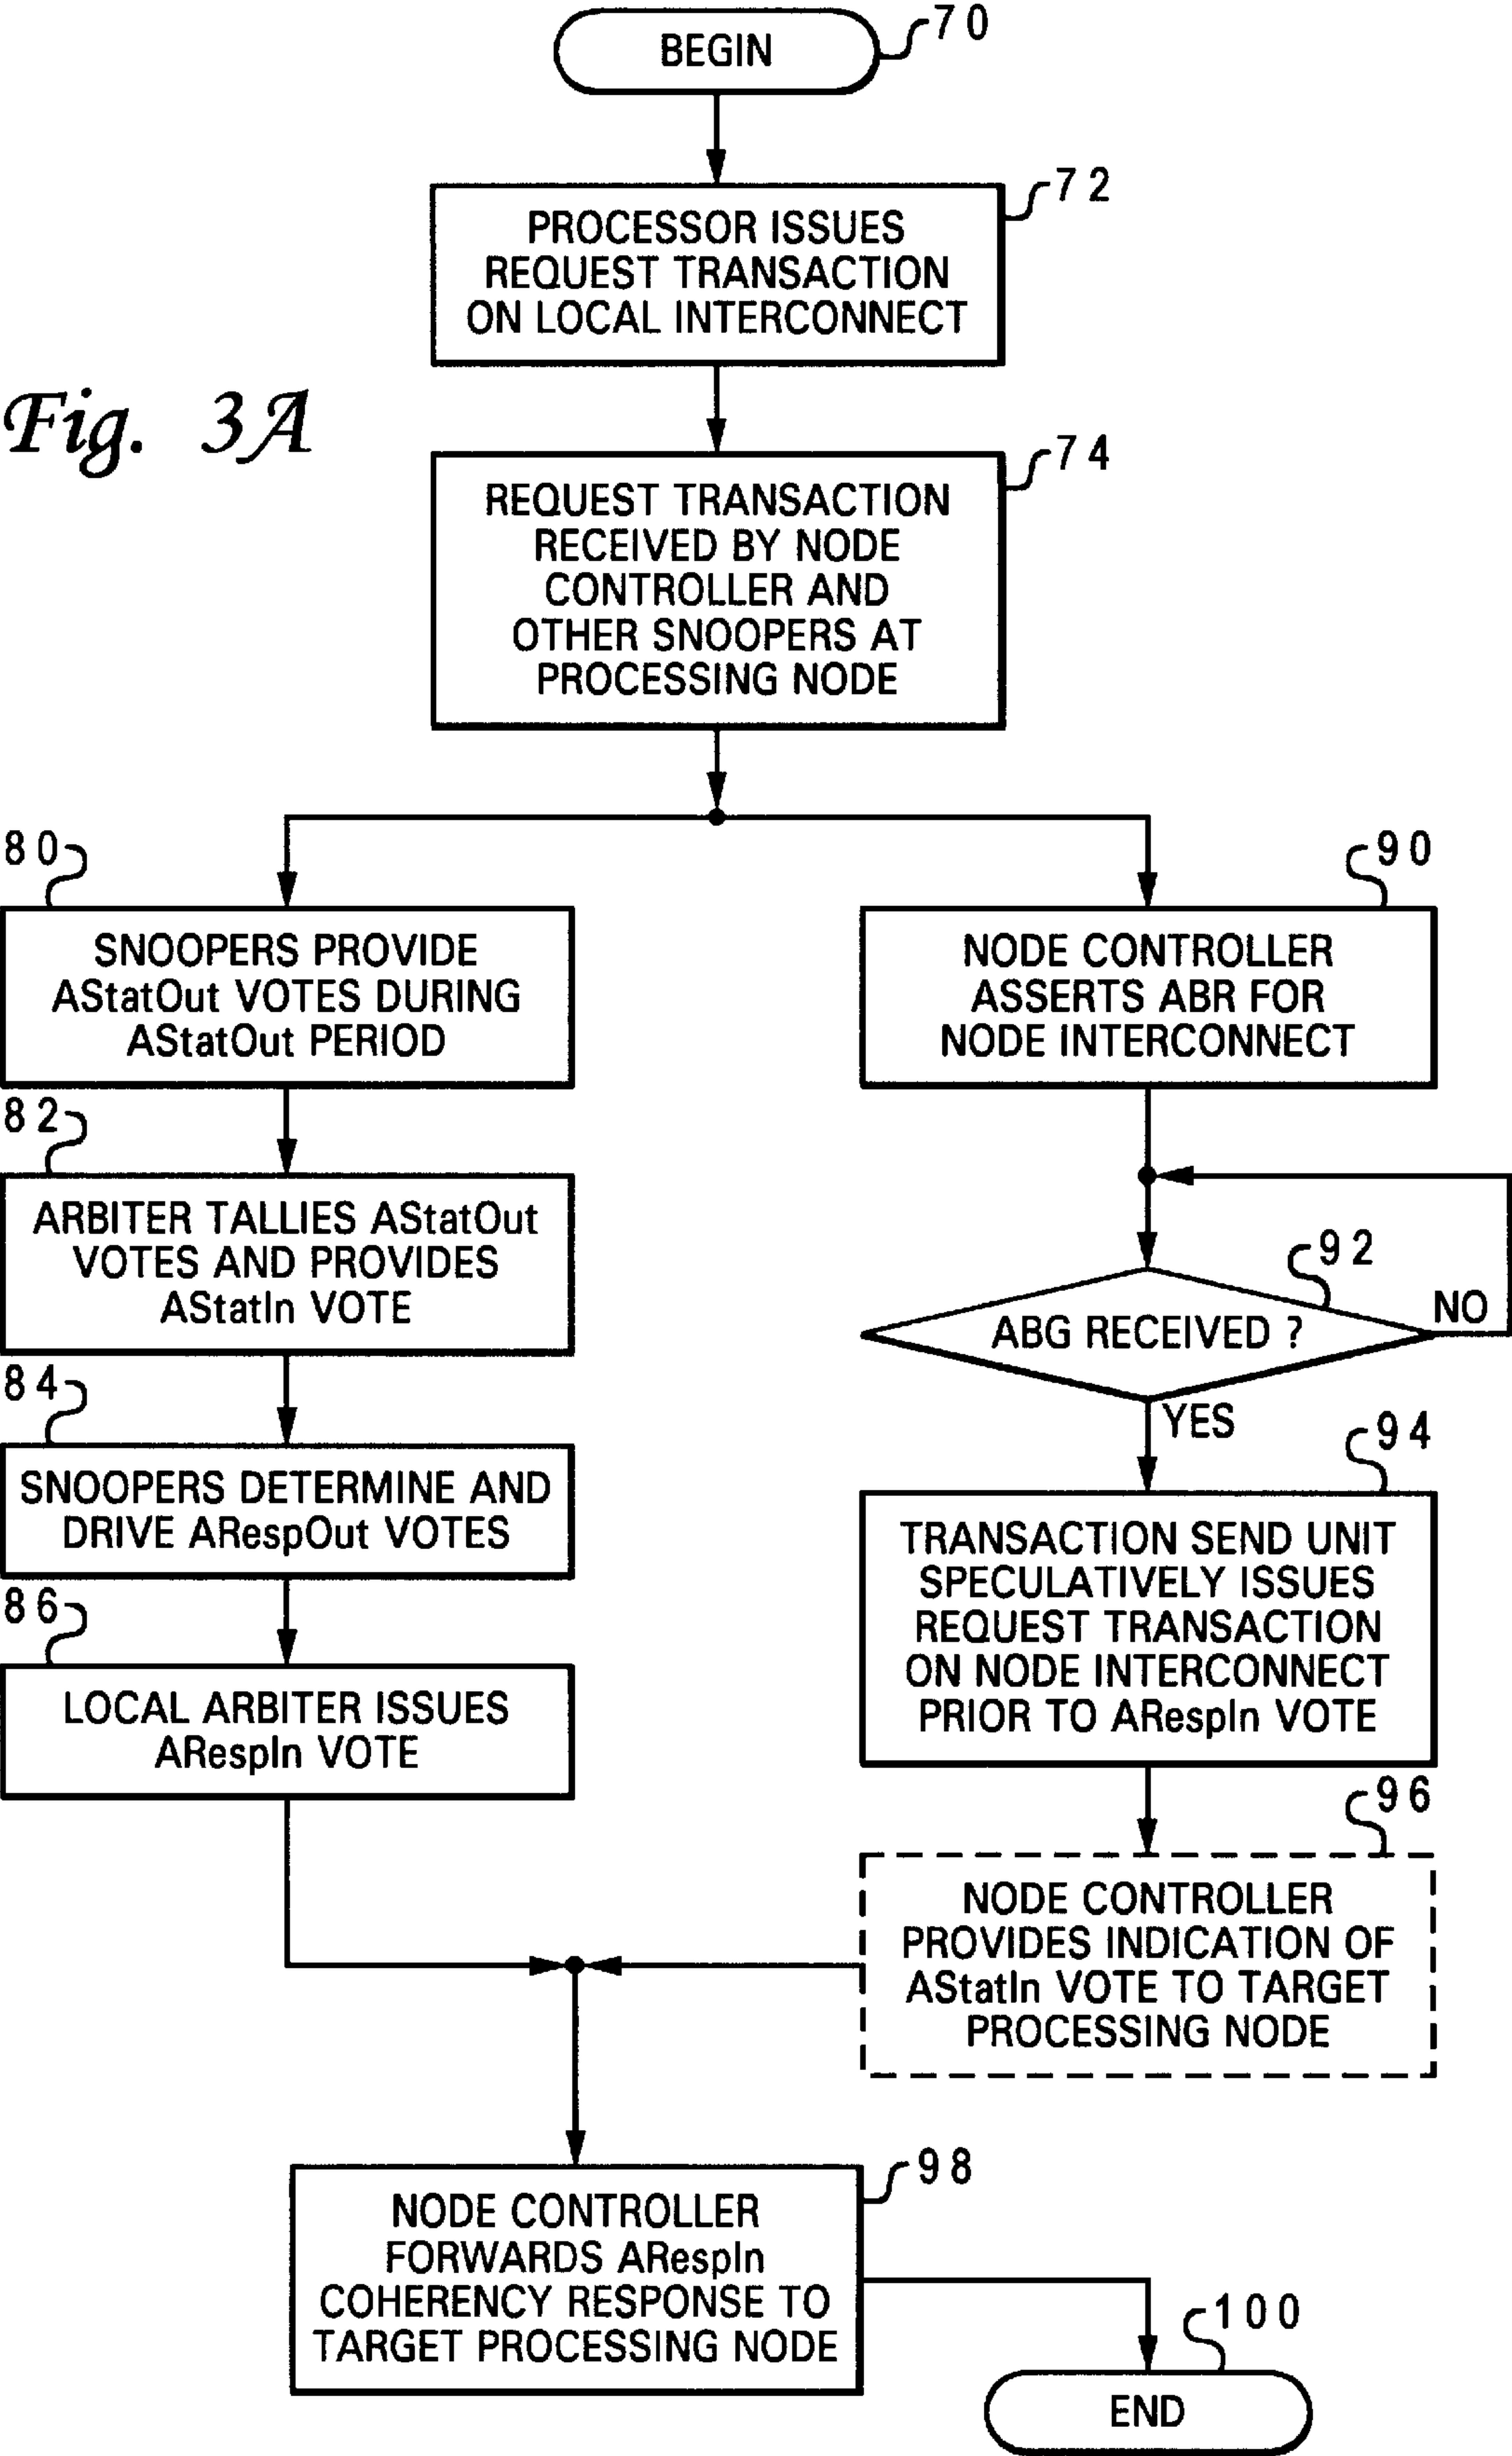 BEGIN
70
72
PROCESSOR ISSUES
REQUEST TRANSACTION
ON LOCAL INTERCONNECT
Fig. 3A
74
REQUEST TRANSACTION
RECEIVED BY NODE
CONTROLLER AND
OTHER SNOOPERS AT
PROCESSING NODE
80
SNOOPERS PROVIDE
AStatOut VOTES DURING
AStatOut PERIOD
82
ARBITER TALLIES AStatOut
VOTES AND PROVIDES
AStatIn VOTE
84
SNOOPERS DETERMINE AND
DRIVE ARespOut VOTES
86
LOCAL ARBITER ISSUES
ARespIn VOTE
90
NODE CONTROLLER
ASSERTS ABR FOR
NODE INTERCONNECT
92
ABG RECEIVED ?
NO
YES
94
TRANSACTION SEND UNIT
SPECULATIVELY ISSUES
REQUEST TRANSACTION
ON NODE INTERCONNECT
PRIOR TO ARespIn VOTE
96
NODE CONTROLLER
PROVIDES INDICATION OF
AStatIn VOTE TO TARGET
PROCESSING NODE
98
NODE CONTROLLER
FORWARDS ARespIn
COHERENCY RESPONSE TO
TARGET PROCESSING NODE
100
END